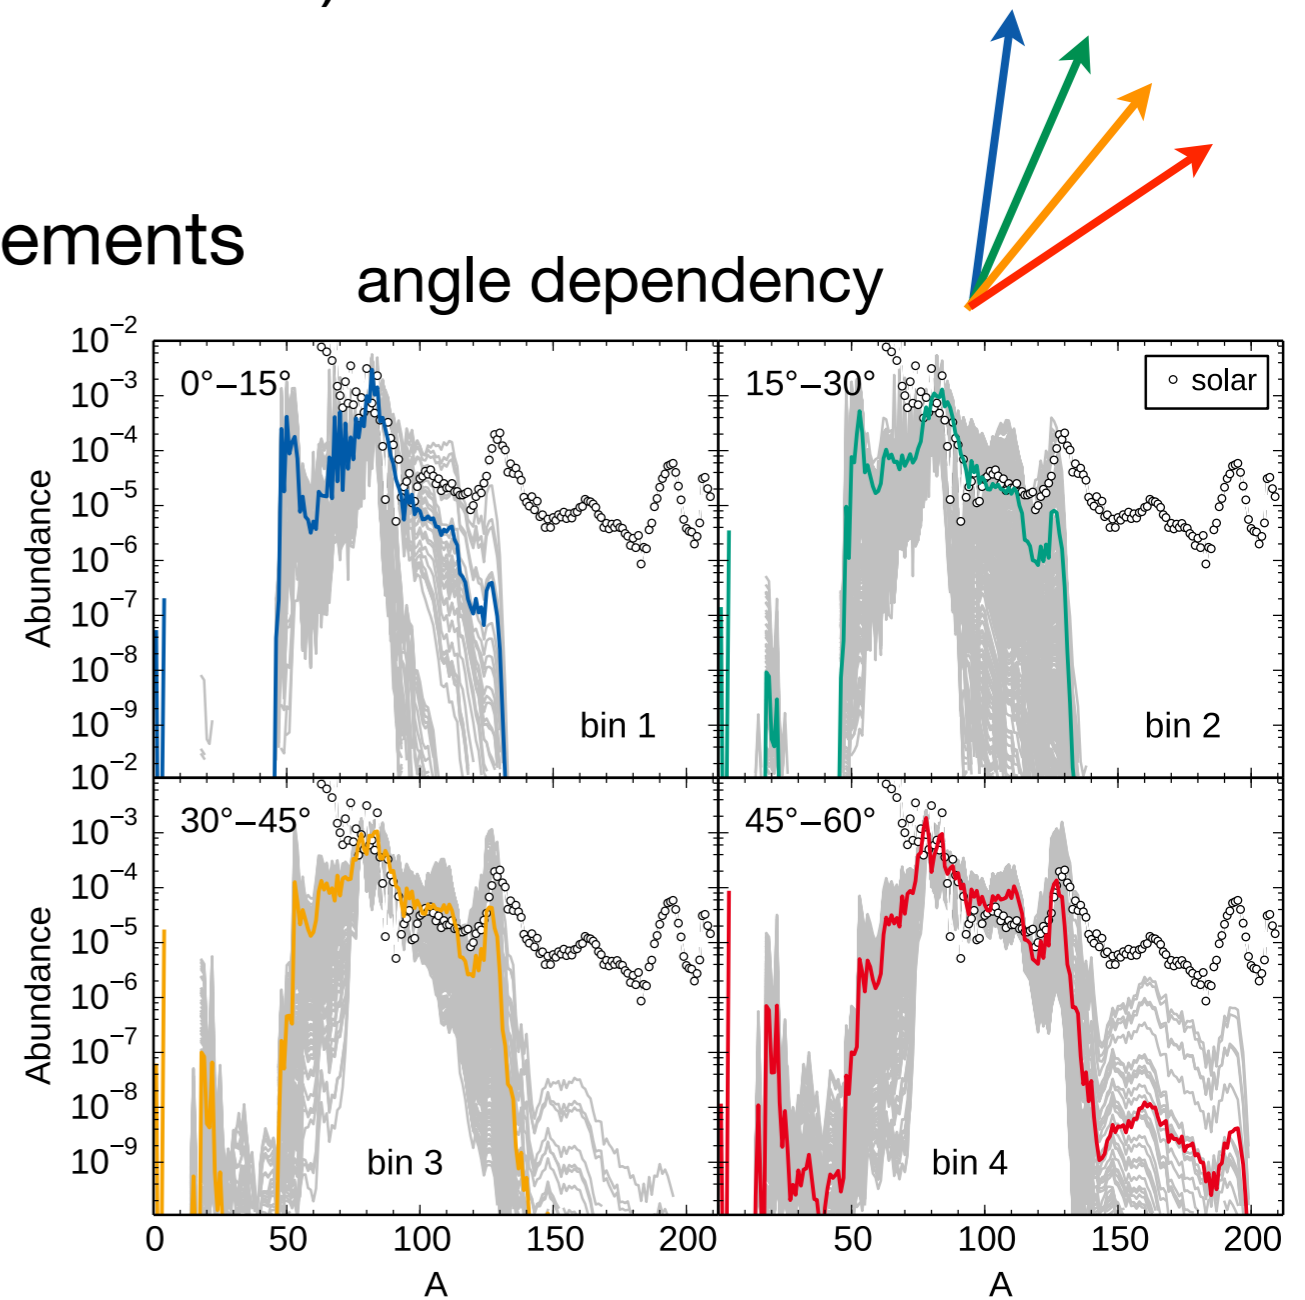 ements
angle dependency
10−2
10−3
10−4
10−5
10−6
10−7
10−8
10−9
10−2
10−3
10−4
10−5
10−6
10−7
10−8
10−9
Abundance
Abundance
0°−15°
bin 1
15°−30°
solar
bin 2
30°−45°
bin 3
45°−60°
bin 4
0 50 100 150 200
50 100 150 200
A
A